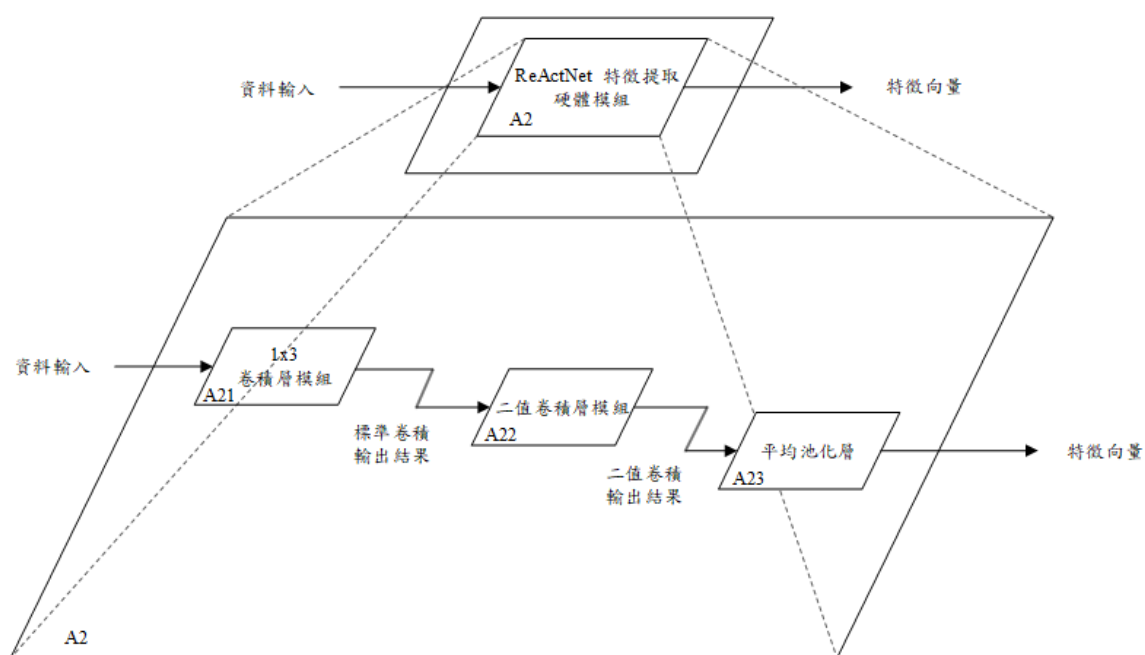 資料輸入
ReActNet 特徵提取
硬體模組
A2
特徵向量
資料輸入
1x3
卷積層模組
A21
標準卷積
輸出結果
二值卷積層模組
A22
二值卷積
輸出結果
平均池化層
A23
特徵向量
A2